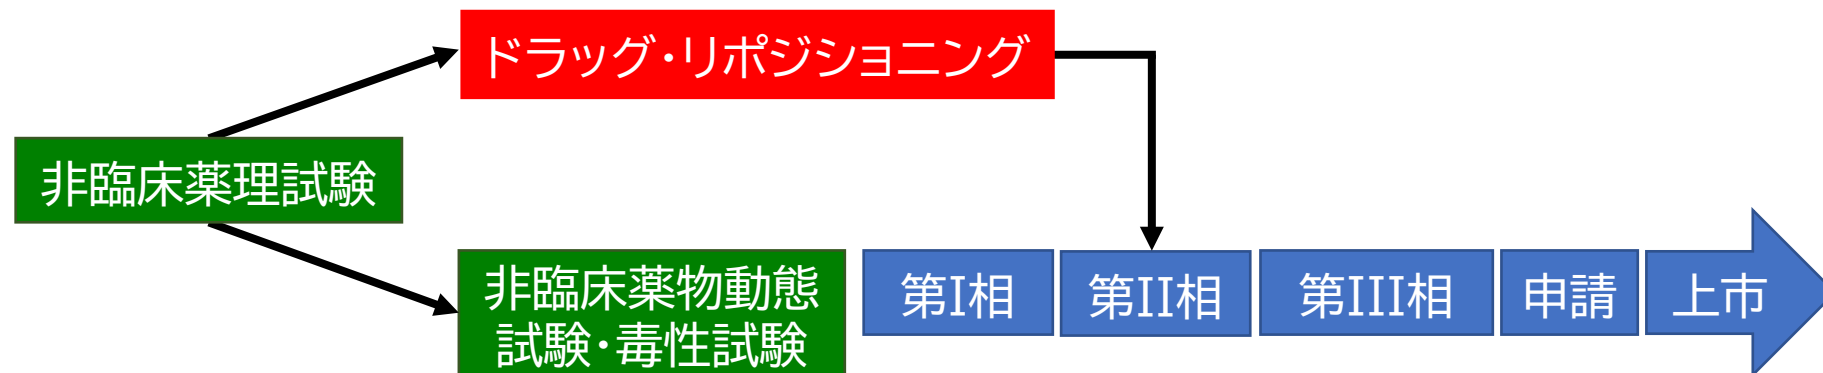 ドラッグ・リポジショニング
非臨床薬理試験
非臨床薬物動態
試験・毒性試験
第I相
第II相
第III相
申請
上市